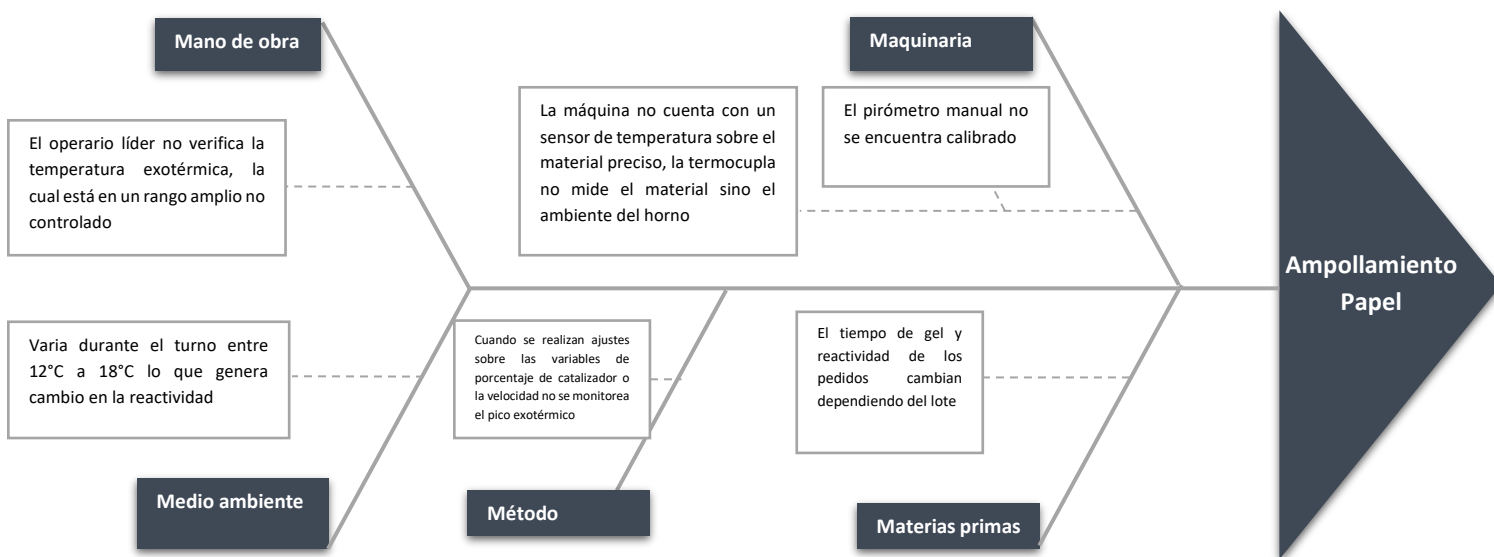 Mano de obra
Maquinaria
El operario líder no verifica la
temperatura exotérmica, la
cual está en un rango amplio no
controlado
La máquina no cuenta con un
sensor de temperatura sobre el
material preciso, la termocupla
no mide el material sino el
ambiente del horno
El pirómetro manual no
se encuentra calibrado
Ampollamiento
Papel
Varia durante el turno entre
12°C a 18°C lo que genera
cambio en la reactividad
Cuando se realizan ajustes
sobre las variables de
porcentaje de catalizador o
la velocidad no se monitorea
el pico exotérmico
El tiempo de gel y
reactividad de los
pedidos cambian
dependiendo del lote
Medio ambiente
Método
Materias primas